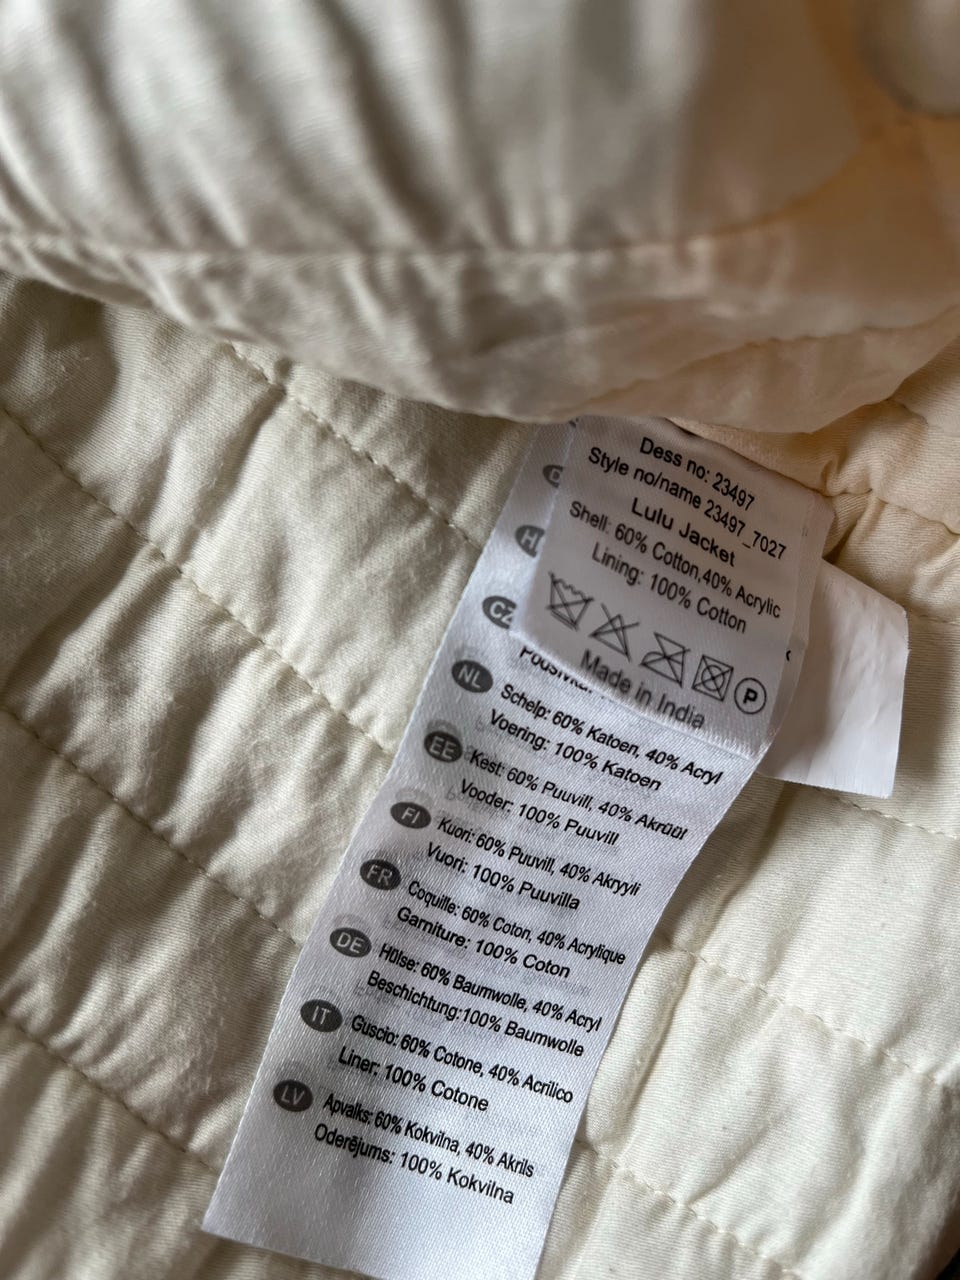 Dess no: 23497
Style no/name 23497_7027
Lulu Jacket
Shell: 60% Cotton,40% Acrylic
Lining: 100% Cotton
P
Made in India
CZ
NL
Schelp: 60% Katoen, 40% Acryl
Voering: 100% Katoen
EE
Kest: 60% Puuvill, 40% Akrüül
Vooder: 100% Puuvill
FI
Kuori: 60% Puuvill, 40% Akryyli
Vuori: 100% Puuvilla
FR
Coquille: 60% Coton, 40% Acrylique
Garniture: 100% Coton
DE
Hülse: 60% Baumwolle, 40% Acryl
Beschichtung:100% Baumwolle
IT
Guscio: 60% Cotone, 40% Acrilico
Liner: 100% Cotone
LV
Apvalks: 60% Kokvilna, 40% Akrils
Oderējums: 100% Kokvilna